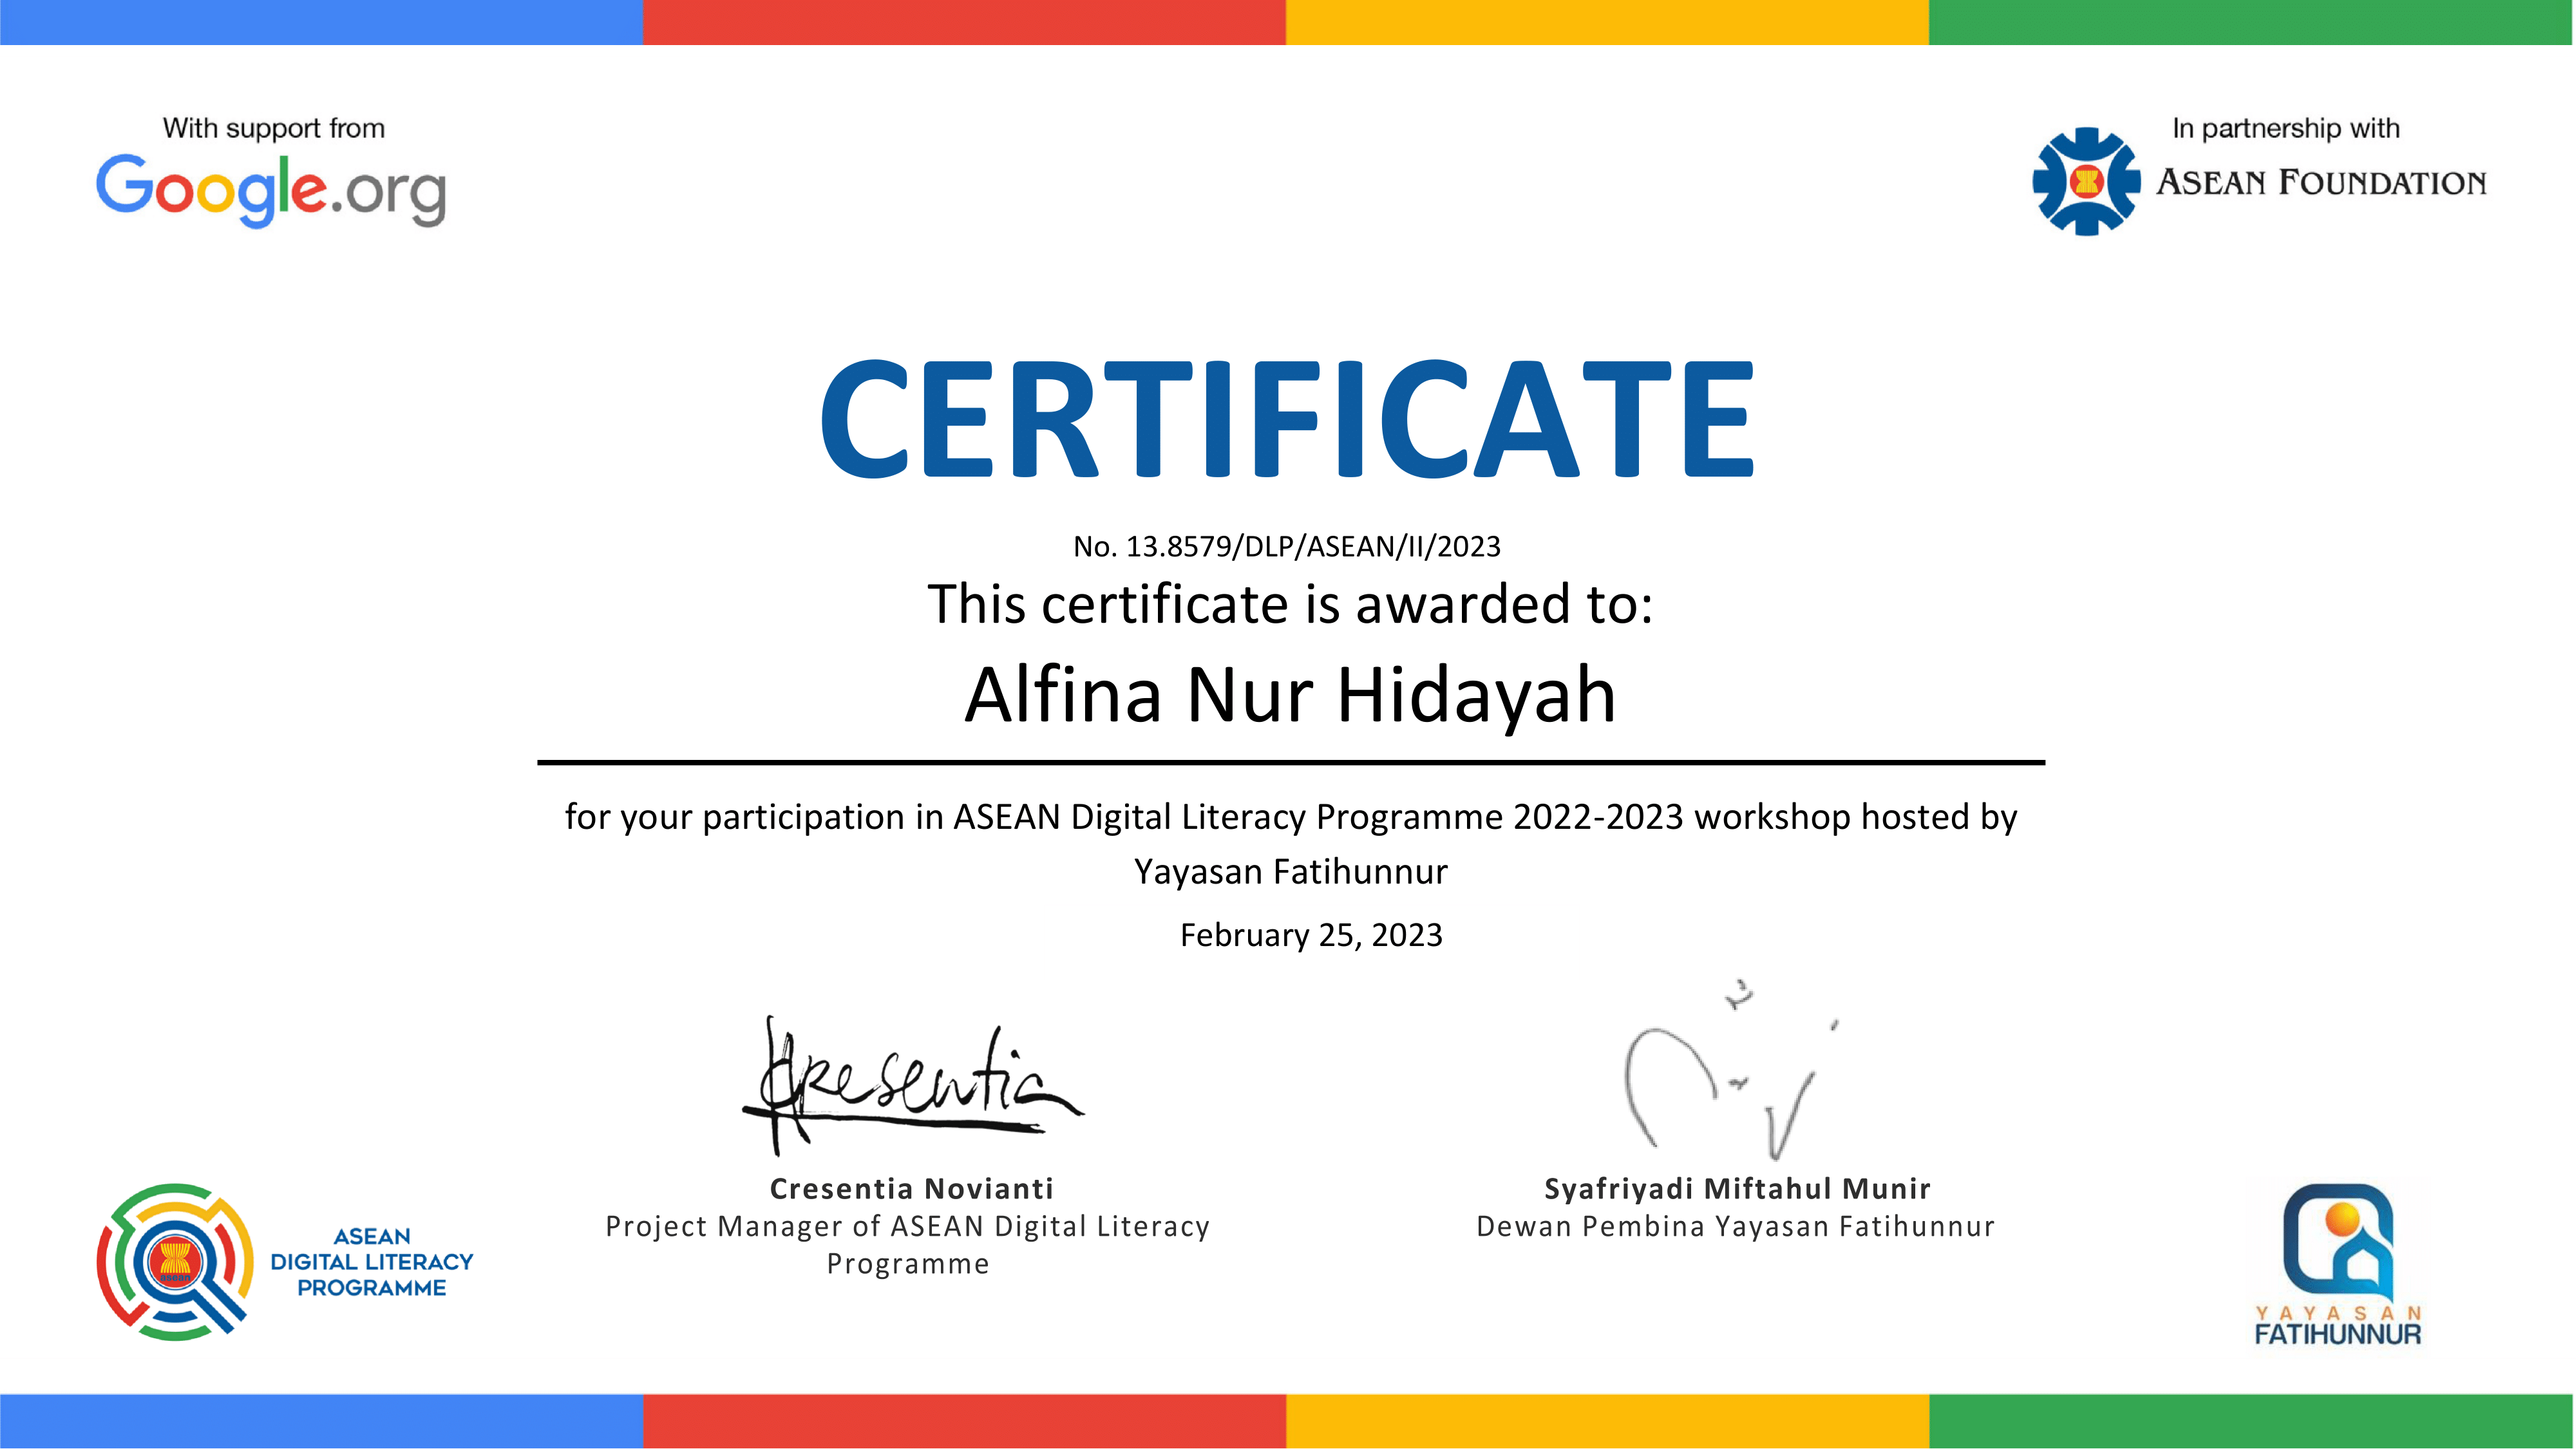 With support from
Google.org
In partnership with
ASEAN FOUNDATION
CERTIFICATE
No. 13.8579/DLP/ASEAN/II/2023
This certificate is awarded to:
Alfina Nur Hidayah
for your participation in ASEAN Digital Literacy Programme 2022-2023 workshop hosted by
Yayasan Fatihunnur
February 25, 2023
Cresentia
Cresentia Novianti
Project Manager of ASEAN Digital Literacy
Programme
Syafriyadi Miftahul Munir
Dewan Pembina Yayasan Fatihunnur
asean
ASEAN
DIGITAL LITERACY
PROGRAMME
YAYASAN
FATIHUNNUR